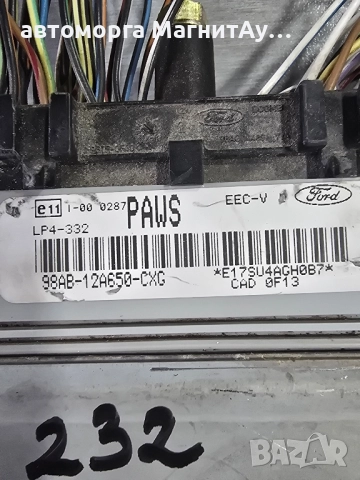 автоморга МагнитАу
Ford
e11 1-00 0287 PAWS EEC-V Ford
LP4-332
98AB-12A650-CXG *E17SU4AGH0B7*
CAD 0F13
232
BAZAR